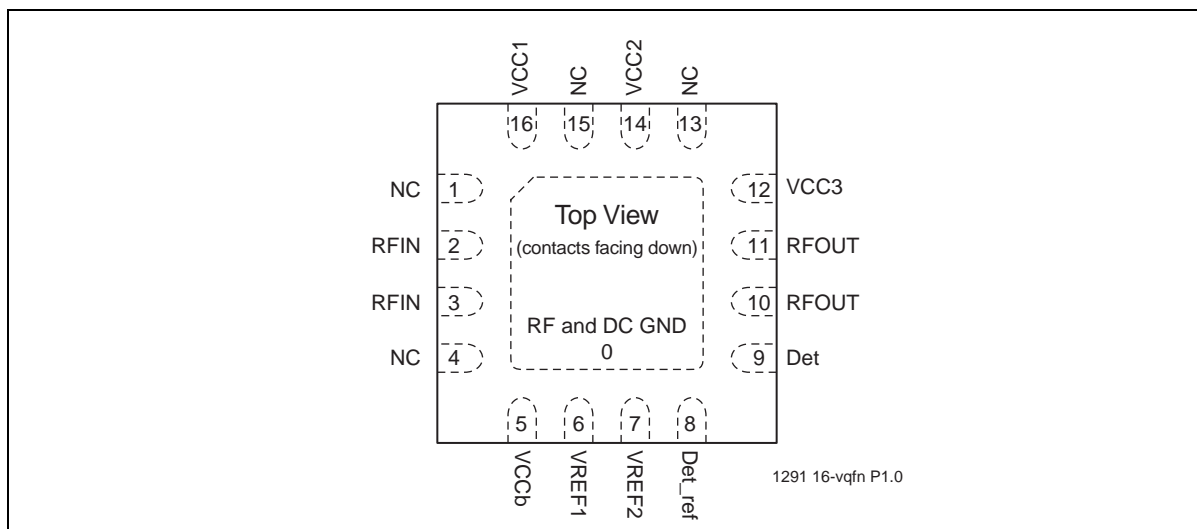 VCC1
NC
VCC2
NC
16
15
14
13
NC
1
RFIN
2
RFIN
3
NC
4
Top View
(contacts facing down)
RF and DC GND
0
12
VCC3
11
RFOUT
10
RFOUT
9
Det
5
6
7
8
VCCb
VREF1
VREF2
Det_ref
1291 16-vqfn P1.0